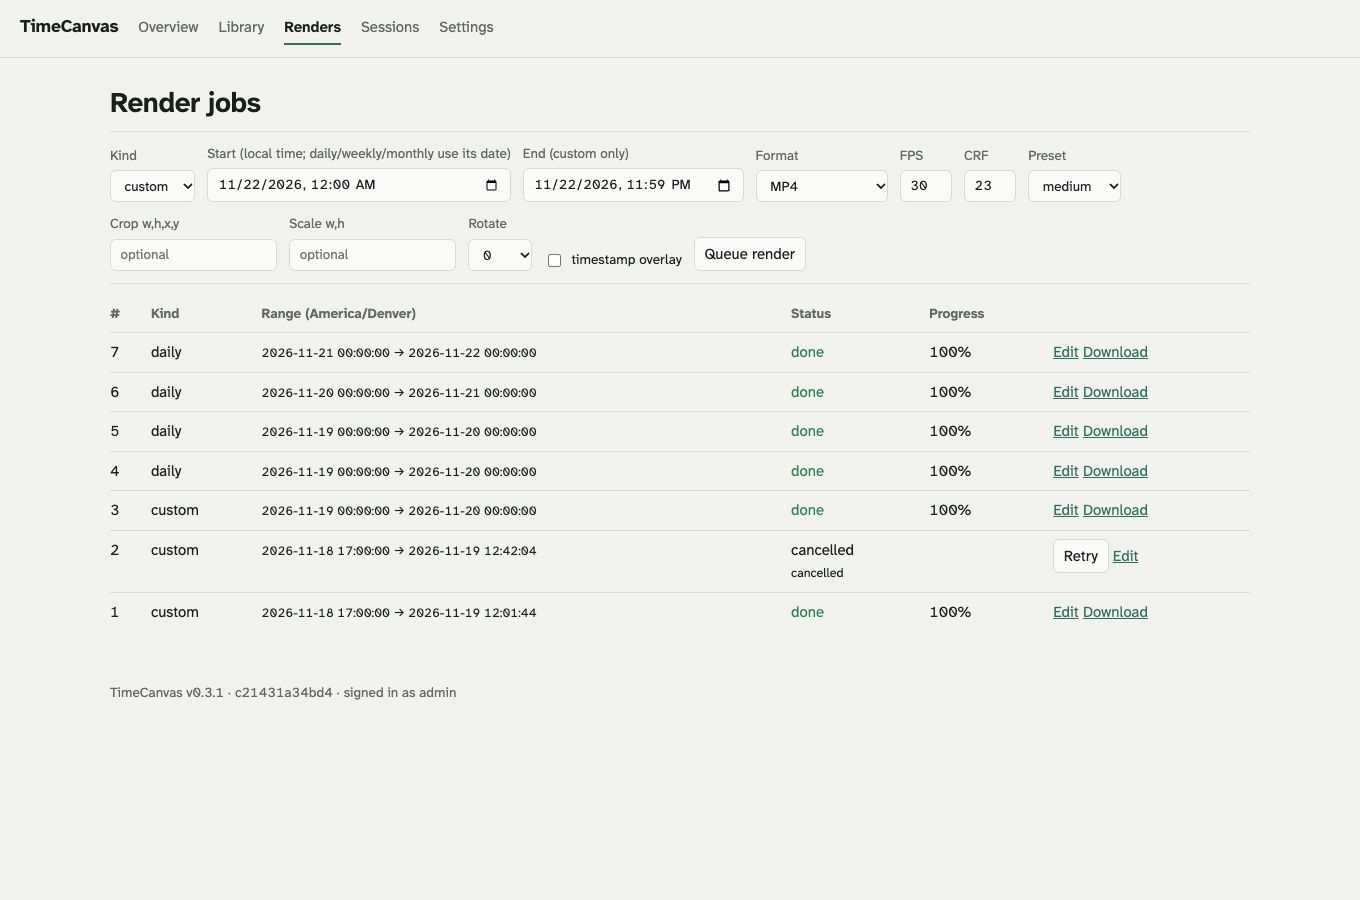 TimeCanvas Overview Library Renders Sessions Settings
Render jobs
Kind Start (local time; daily/weekly/monthly use its date) End (custom only) Format FPS CRF Preset
custom 11/22/2026, 12:00 AM 11/22/2026, 11:59 PM MP4 30 23 medium
Crop w,h,x,y Scale w,h Rotate
optional optional 0 timestamp overlay Queue render
# Kind Range (America/Denver) Status Progress
7 daily 2026-11-21 00:00:00 → 2026-11-22 00:00:00 done 100% Edit Download
6 daily 2026-11-20 00:00:00 → 2026-11-21 00:00:00 done 100% Edit Download
5 daily 2026-11-19 00:00:00 → 2026-11-20 00:00:00 done 100% Edit Download
4 daily 2026-11-19 00:00:00 → 2026-11-20 00:00:00 done 100% Edit Download
3 custom 2026-11-19 00:00:00 → 2026-11-20 00:00:00 done 100% Edit Download
2 custom 2026-11-18 17:00:00 → 2026-11-19 12:42:04 cancelled Retry Edit
cancelled
1 custom 2026-11-18 17:00:00 → 2026-11-19 12:01:44 done 100% Edit Download
TimeCanvas v0.3.1 · c21431a34bd4 · signed in as admin